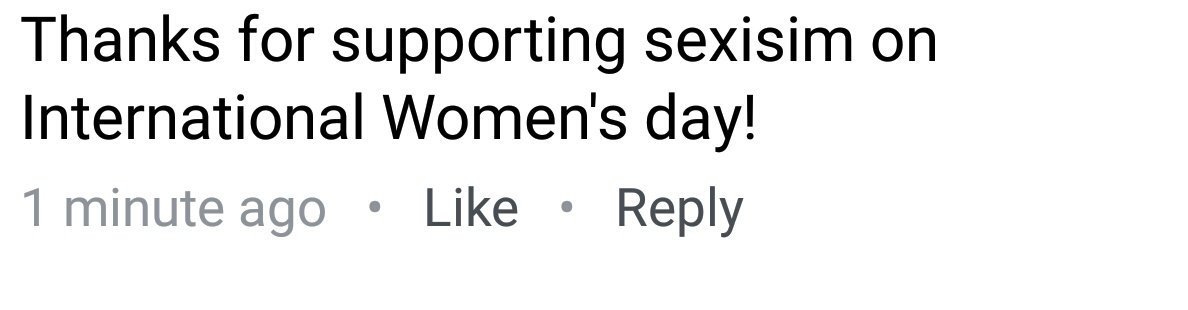 Thanks for supporting sexisim on
International Women's day!
1 minute ago • Like • Reply